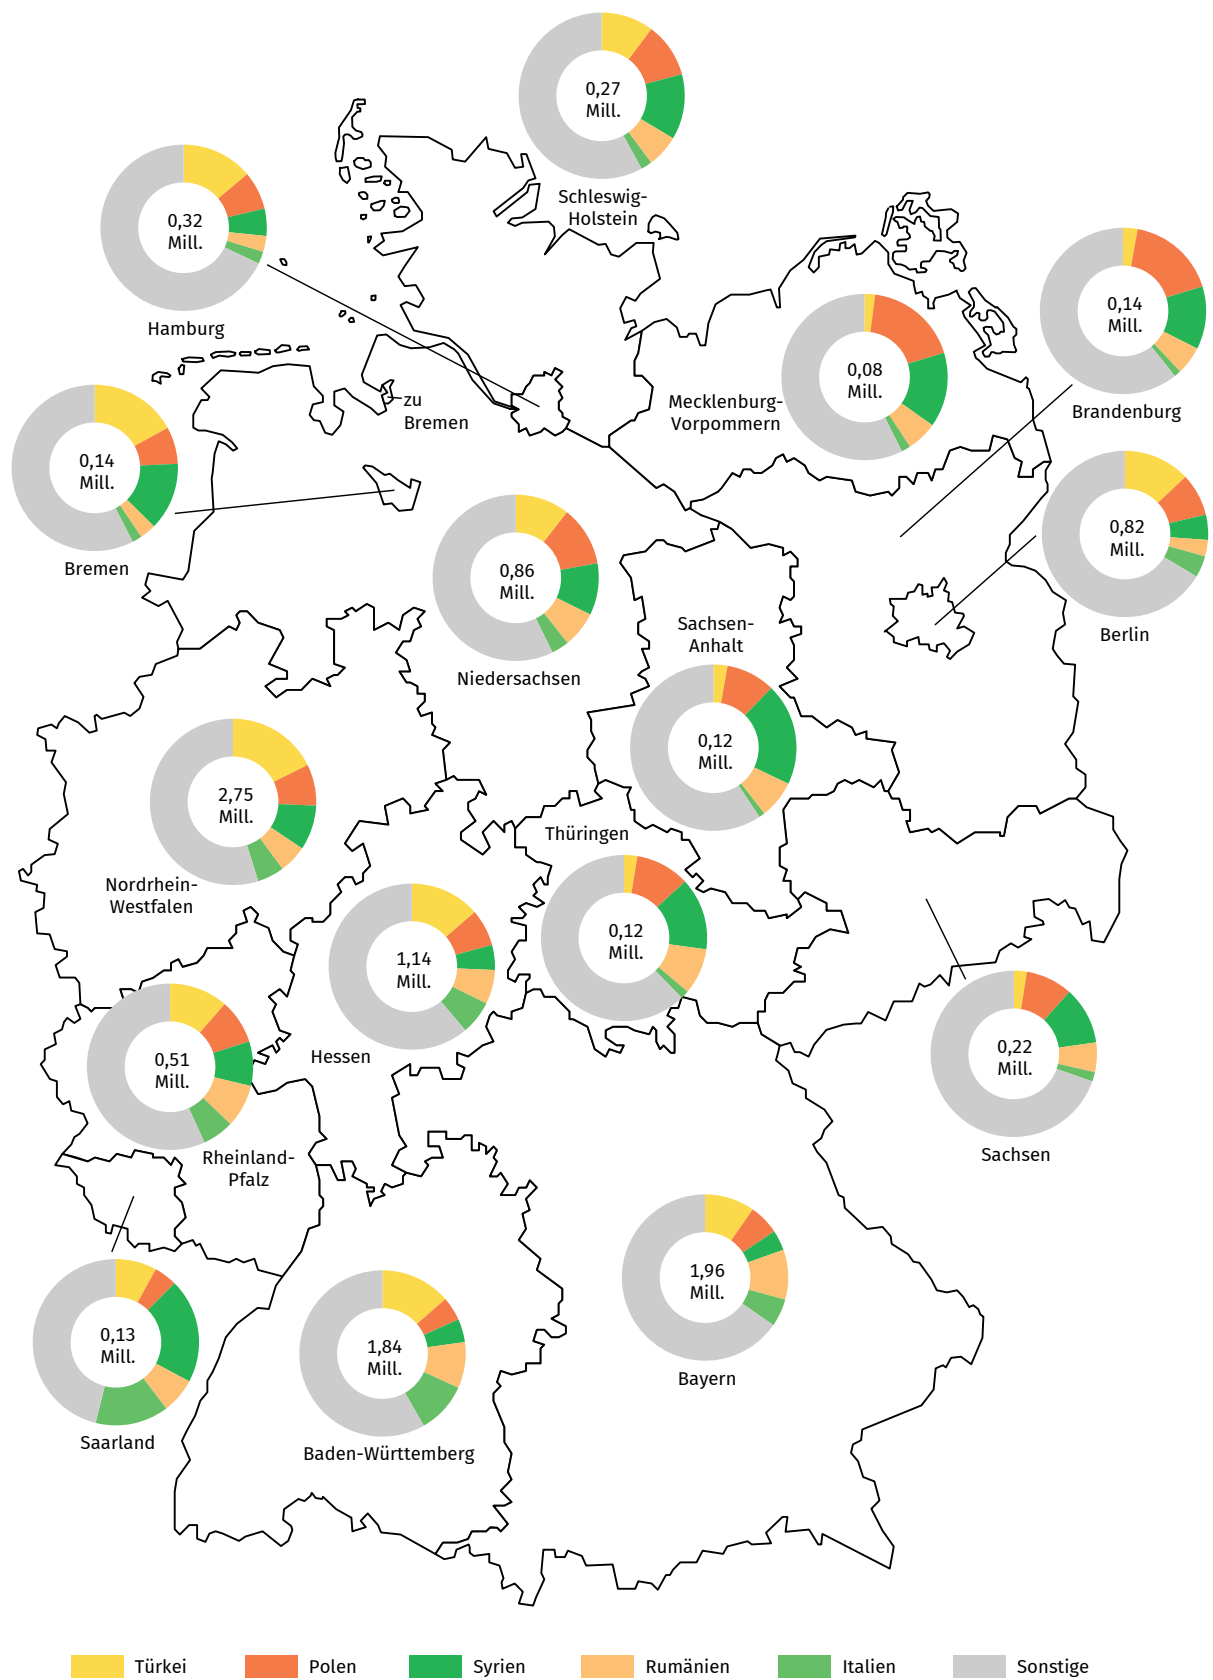 0,27
Mill.
Schleswig-
Holstein
0,32
Mill.
Hamburg
0,14
Mill.
Brandenburg
0,08
Mill.
Mecklenburg-
Vorpommern
zu
Bremen
0,14
Mill.
Bremen
0,82
Mill.
Berlin
0,86
Mill.
Niedersachsen
Sachsen-
Anhalt
0,12
Mill.
2,75
Mill.
Nordrhein-
Westfalen
Thüringen
0,12
Mill.
1,14
Mill.
Hessen
0,51
Mill.
Rheinland-
Pfalz
0,22
Mill.
Sachsen
0,13
Mill.
Saarland
1,84
Mill.
Baden-Württemberg
1,96
Mill.
Bayern
Türkei Polen Syrien Rumänien Italien Sonstige